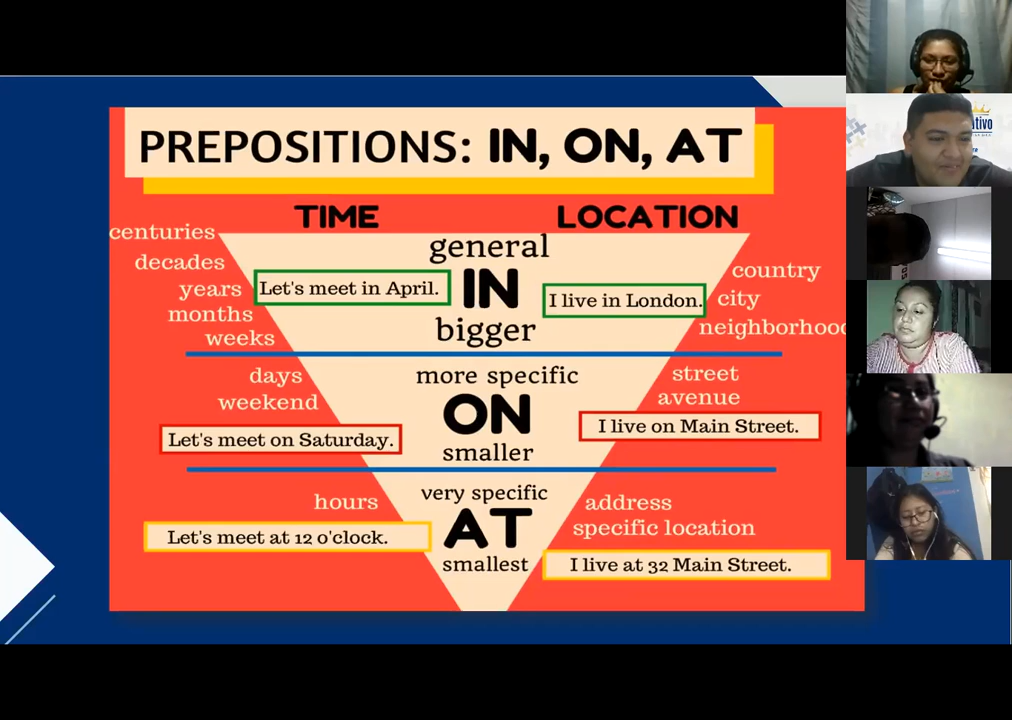 PREPOSITIONS: IN, ON, AT
TIME
LOCATION
centuries
decades
years
months
weeks
general
IN
bigger
Let's meet in April.
I live in London.
country
city
neighborhood
days
weekend
more specific
ON
smaller
street
avenue
Let's meet on Saturday.
I live on Main Street.
hours
very specific
AT
smallest
address
specific location
Let's meet at 12 o'clock.
I live at 32 Main Street.